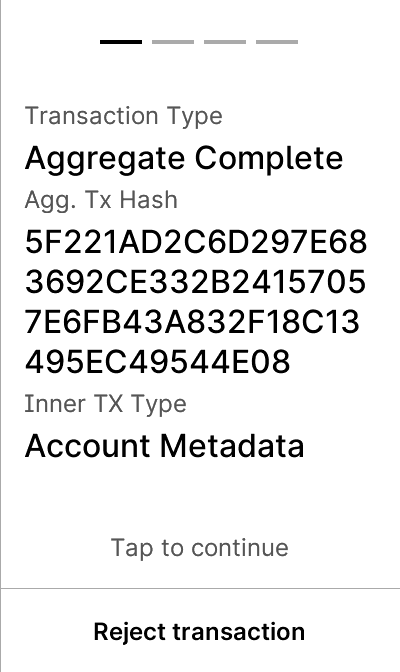 Transaction Type
Aggregate Complete
Agg. Tx Hash
5F221AD2C6D297E68
3692CE332B2415705
7E6FB43A832F18C13
495EC49544E08
Inner TX Type
Account Metadata
Tap to continue
Reject transaction